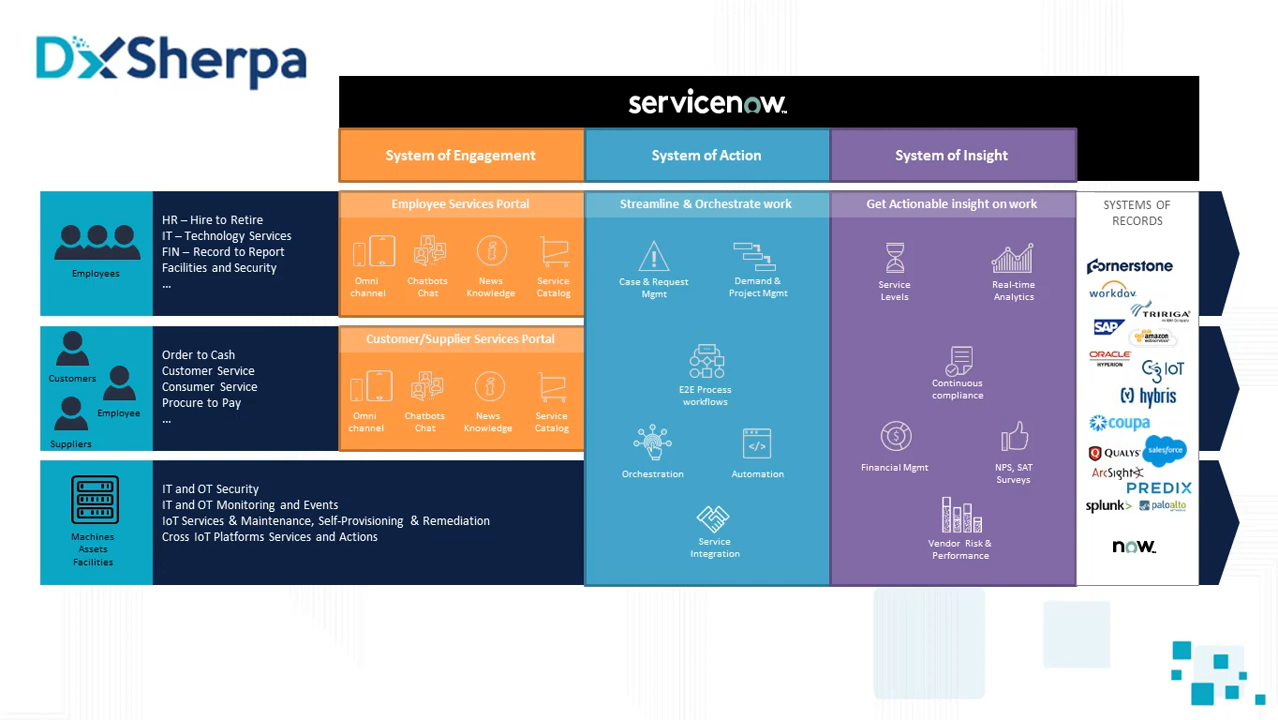 DxSherpa
servicenow™
System of Engagement
System of Action
System of Insight
Employees
HR – Hire to Retire
IT – Technology Services
FIN – Record to Report
Facilities and Security
...
Employee Services Portal
Omni
channel
Chatbots
Chat
News
Knowledge
Service
Catalog
Customers
Employee
Suppliers
Order to Cash
Customer Service
Consumer Service
Procure to Pay
...
Customer/Supplier Services Portal
Omni
channel
Chatbots
Chat
News
Knowledge
Service
Catalog
Machines
Assets
Facilities
IT and OT Security
IT and OT Monitoring and Events
IoT Services & Maintenance, Self-Provisioning & Remediation
Cross IoT Platforms Services and Actions
Streamline & Orchestrate work
Case & Request
Mgmt
Demand &
Project Mgmt
E2E Process
workflows
Orchestration
Automation
Service
Integration
Get Actionable insight on work
Service
Levels
Real-time
Analytics
Continuous
compliance
Financial Mgmt
NPS, SAT
Surveys
Vendor Risk &
Performance
SYSTEMS OF
RECORDS
cornerstone
workday
TRIRIGA
SAP
amazon
webservices
ORACLE
HYPERION
C3 IoT
(y) hybris
coupa
QUALYS
salesforce
ArcSight
PREDIX
splunk>
paloalto
now™